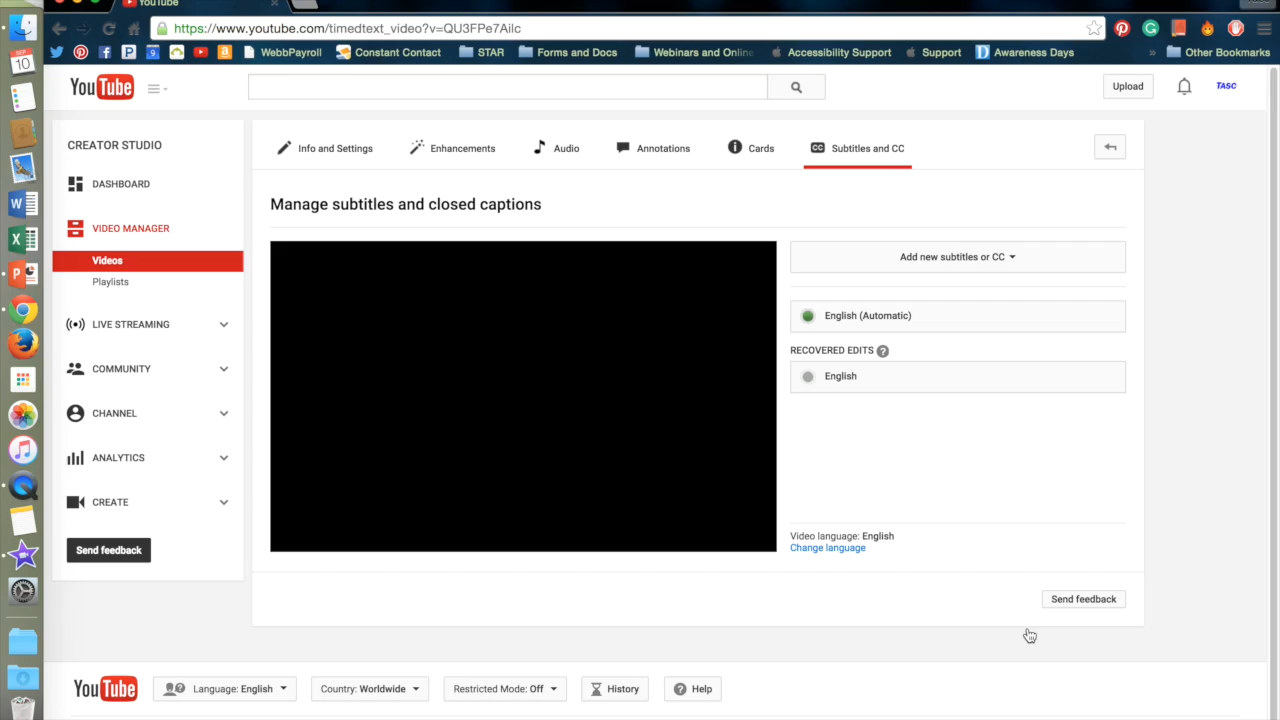 YouTube
https://www.youtube.com/timedtext_video?v=QU3FPe7Ailc
WebbPayroll Constant Contact STAR Forms and Docs Webinars and Onlin Accessibility Support Support Awareness Days » Other Bookmarks
YouTube Upload TASC
CREATOR STUDIO
DASHBOARD
VIDEO MANAGER
Videos
Playlists
LIVE STREAMING
COMMUNITY
CHANNEL
ANALYTICS
CREATE
Send feedback
Info and Settings Enhancements Audio Annotations Cards CC Subtitles and CC
Manage subtitles and closed captions
Add new subtitles or CC
English (Automatic)
RECOVERED EDITS ?
English
Video language: English
Change language
Send feedback
YouTube Language: English Country: Worldwide Restricted Mode: Off History Help